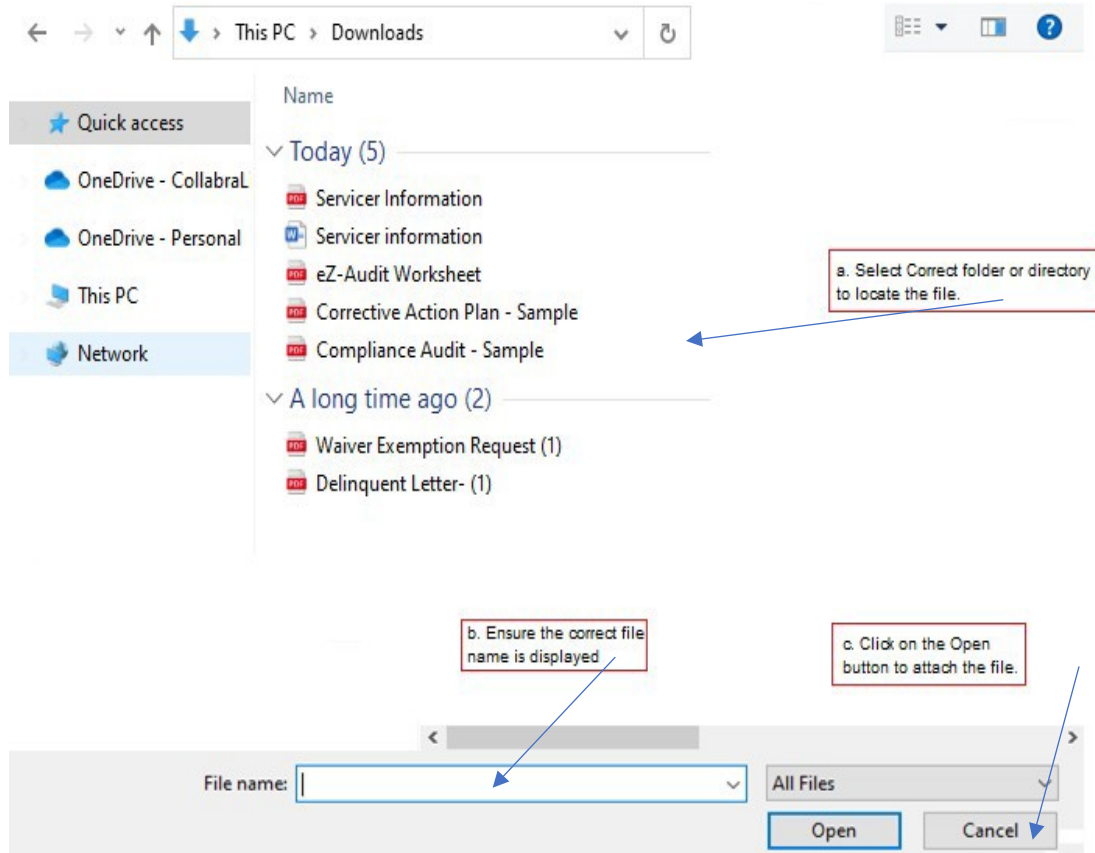 This PC > Downloads
Name
Quick access
Today (5)
OneDrive - CollabraL
Servicer Information
Servicer information
OneDrive - Personal
eZ-Audit Worksheet
a. Select Correct folder or directory
to locate the file.
This PC
Corrective Action Plan - Sample
Network
Compliance Audit - Sample
A long time ago (2)
Waiver Exemption Request (1)
Delinquent Letter- (1)
b. Ensure the correct file
name is displayed
c. Click on the Open
button to attach the file.
File name:
All Files
Open
Cancel